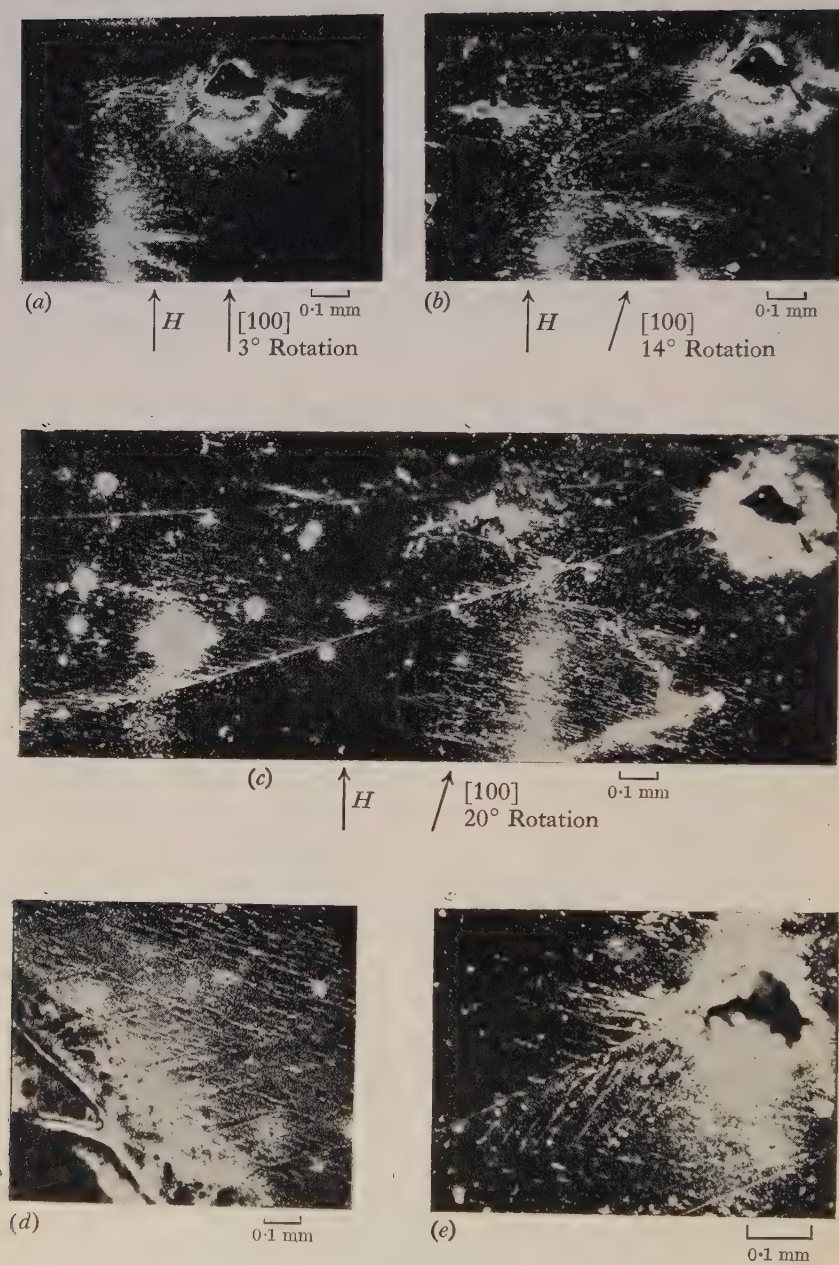 (a)
H
[100]
3° Rotation
0·1 mm
(b)
H
[100]
14° Rotation
0·1 mm
(c)
H
[100]
20° Rotation
0·1 mm
(d)
0·1 mm
(e)
0·1 mm